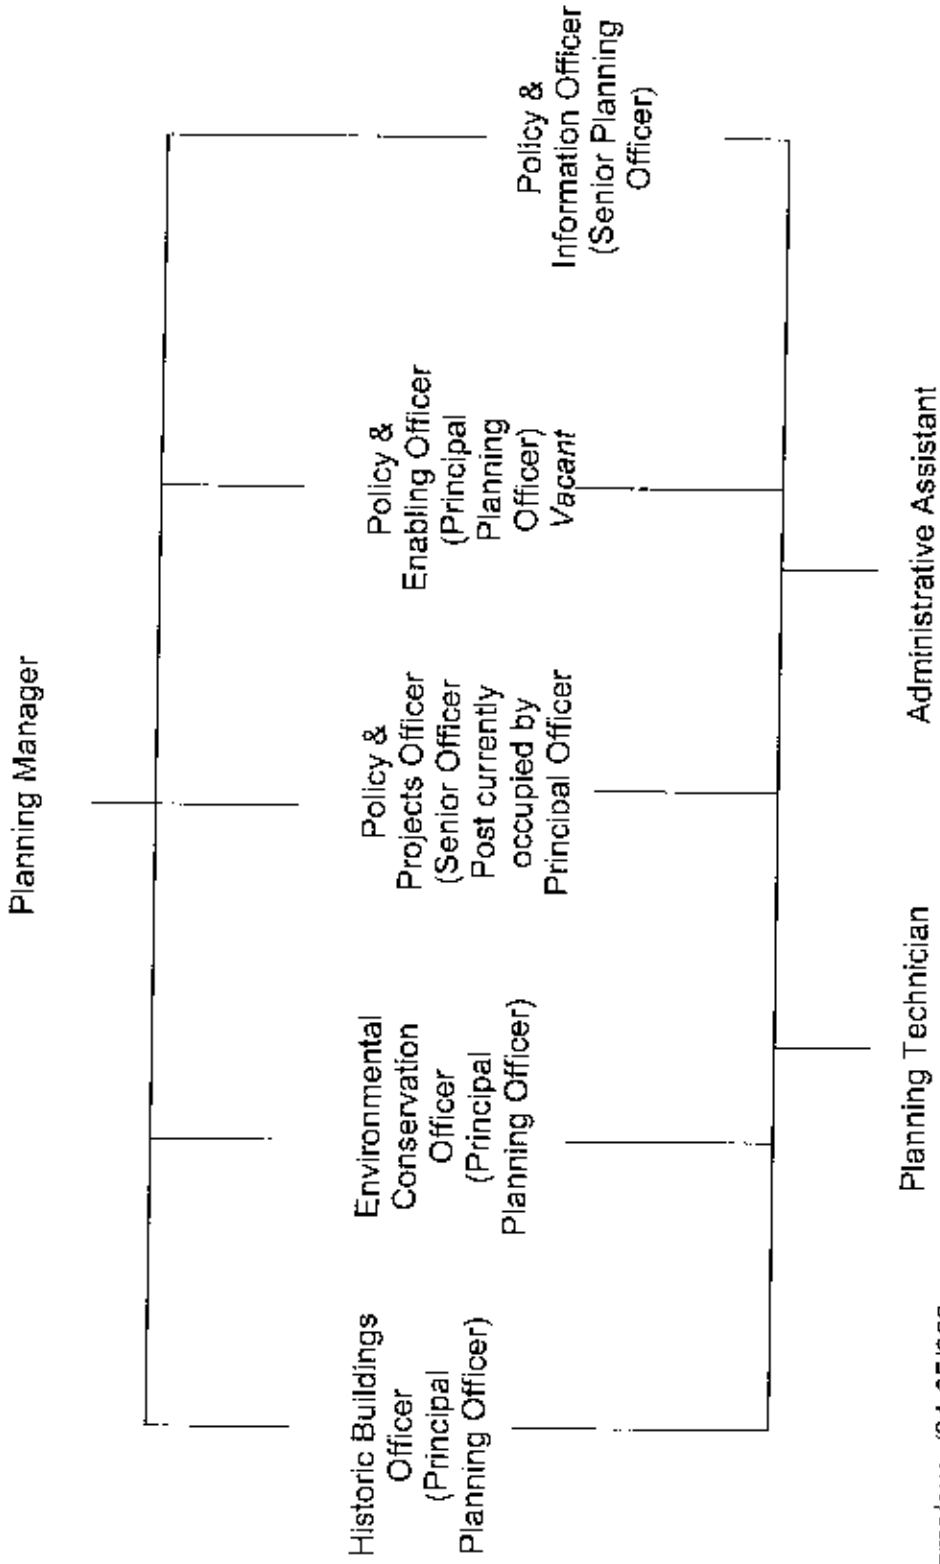 Planning Manager
Historic Buildings
Officer
(Principal
Planning Officer)
Environmental
Conservation
Officer
(Principal
Planning Officer)
Policy &
Projects Officer
(Senior Officer
Post currently
occupied by
Principal Officer
Policy &
Enabling Officer
(Principal
Planning
Officer)
Vacant
Policy &
Information Officer
(Senior Planning
Officer)
Planning Technician
Administrative Assistant